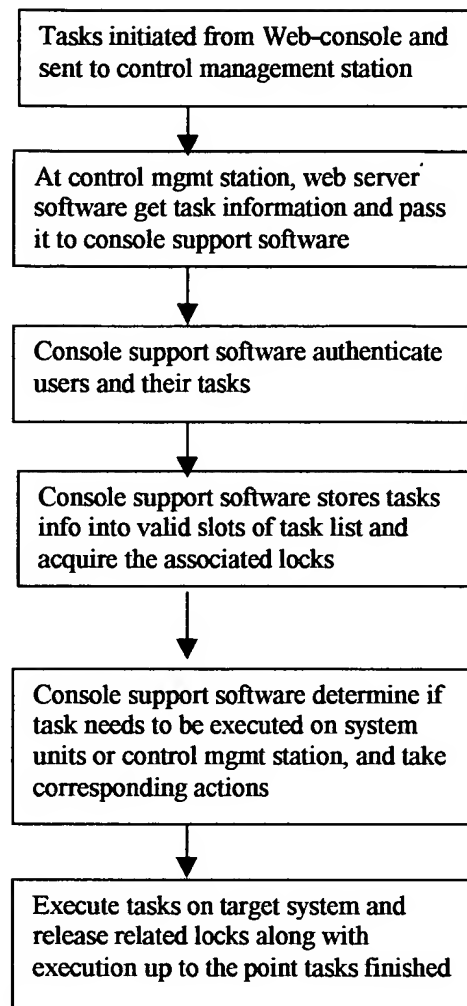 Tasks initiated from Web-console and
sent to control management station
At control mgmt station, web server
software get task information and pass
it to console support software
Console support software authenticate
users and their tasks
Console support software stores tasks
info into valid slots of task list and
acquire the associated locks
Console support software determine if
task needs to be executed on system
units or control mgmt station, and take
corresponding actions
Execute tasks on target system and
release related locks along with
execution up to the point tasks finished